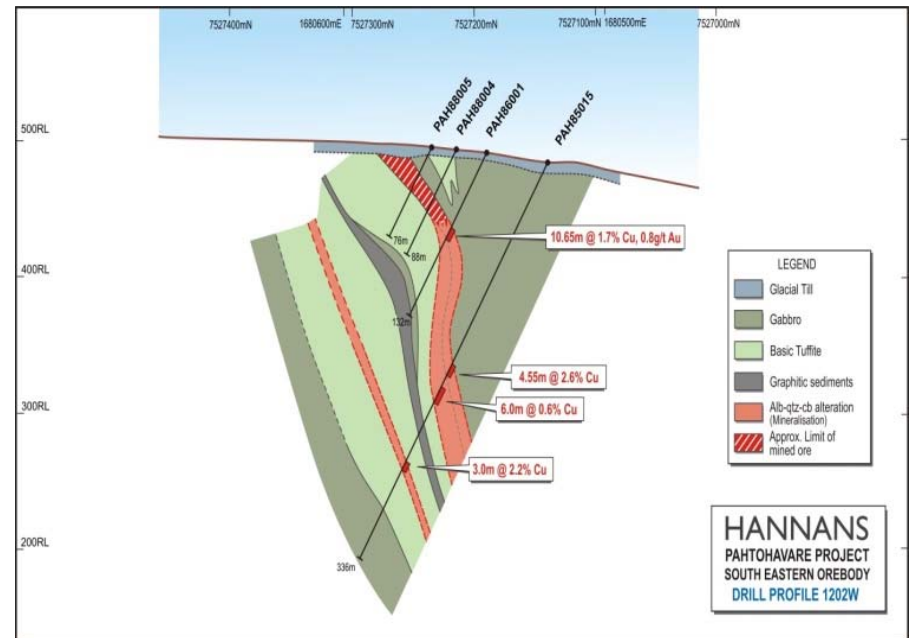 7527400mN 1680600mE 7527300mN 7527200mN 7527100mN 1680500mE 7527000mN
PAH88005
PAH88004
PAH86001
PAH85015
500RL
400RL
300RL
200RL
76m
88m
132m
336m
10.65m @ 1.7% Cu, 0.8g/t Au
4.55m @ 2.6% Cu
6.0m @ 0.6% Cu
3.0m @ 2.2% Cu
LEGEND
Glacial Till
Gabbro
Basic Tuffite
Graphitic sediments
Alb-qtz-cb alteration
(Mineralisation)
Approx. Limit of
mined ore
HANNANS
PAHTOHAVARE PROJECT
SOUTH EASTERN OREBODY
DRILL PROFILE 1202W